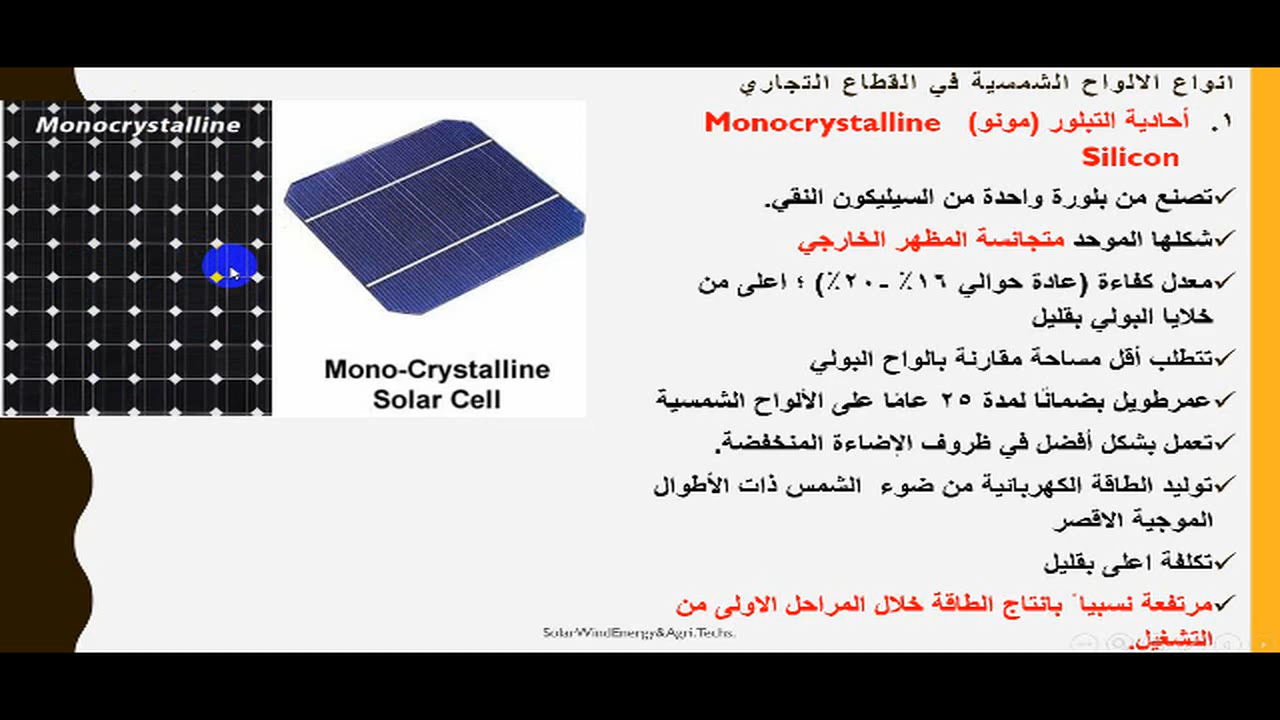 انواع الالواح الشمسية في القطاع التجاري
١. أحادية التبلور (مونو) Monocrystalline
Silicon
✓تصنع من بلورة واحدة من السيليكون النقي.
✓شكلها الموحد متجانسة المظهر الخارجي
✓معدل كفاءة (عادة حوالي ١٦٪ -٢٠٪) ؛ اعلى من
خلايا البولي بقليل
✓تتطلب أقل مساحة مقارنة بالواح البولي
✓عمرطويل بضمانًا لمدة ٢٥ عامًا على الألواح الشمسية
✓تعمل بشكل أفضل في ظروف الإضاءة المنخفضة.
✓توليد الطاقة الكهربائية من ضوء الشمس ذات الأطوال
الموجية الاقصر
✓تكلفة اعلى بقليل
✓مرتفعة نسبياً بانتاج الطاقة خلال المراحل الاولى من
التشغيل.
Monocrystalline
Mono-Crystalline
Solar Cell
SolarWindEnergy&Agri.Techs.